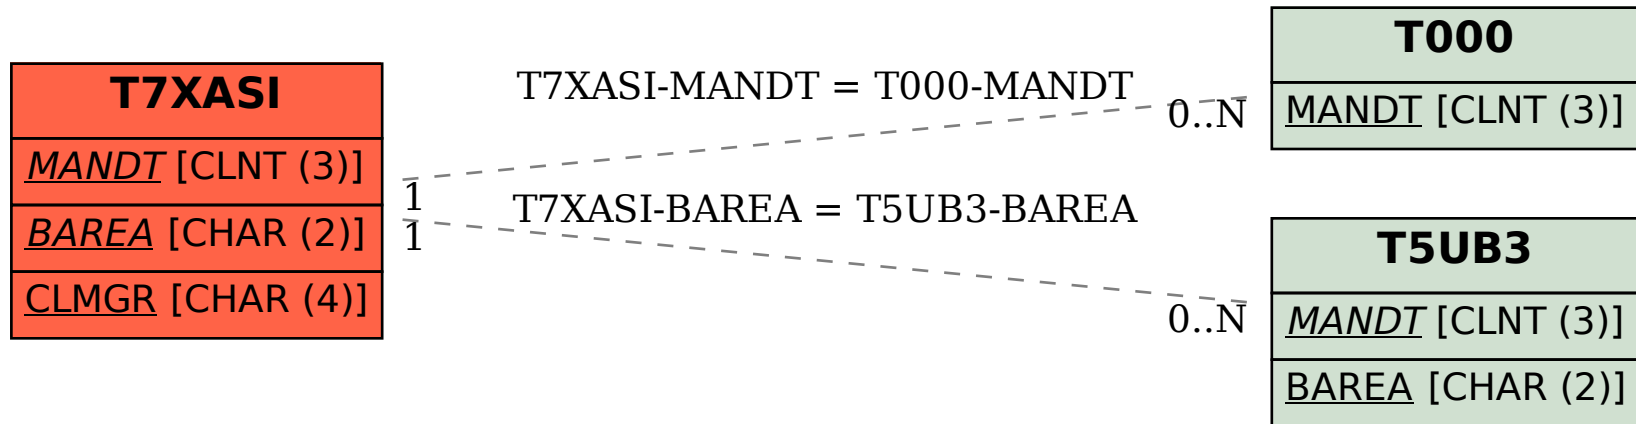 T7XASI
MANDT [CLNT (3)]
BAREA [CHAR (2)]
CLMGR [CHAR (4)]
T7XASI-MANDT = T000-MANDT
0..N
1
T7XASI-BAREA = T5UB3-BAREA
1
0..N
T000
MANDT [CLNT (3)]
T5UB3
MANDT [CLNT (3)]
BAREA [CHAR (2)]